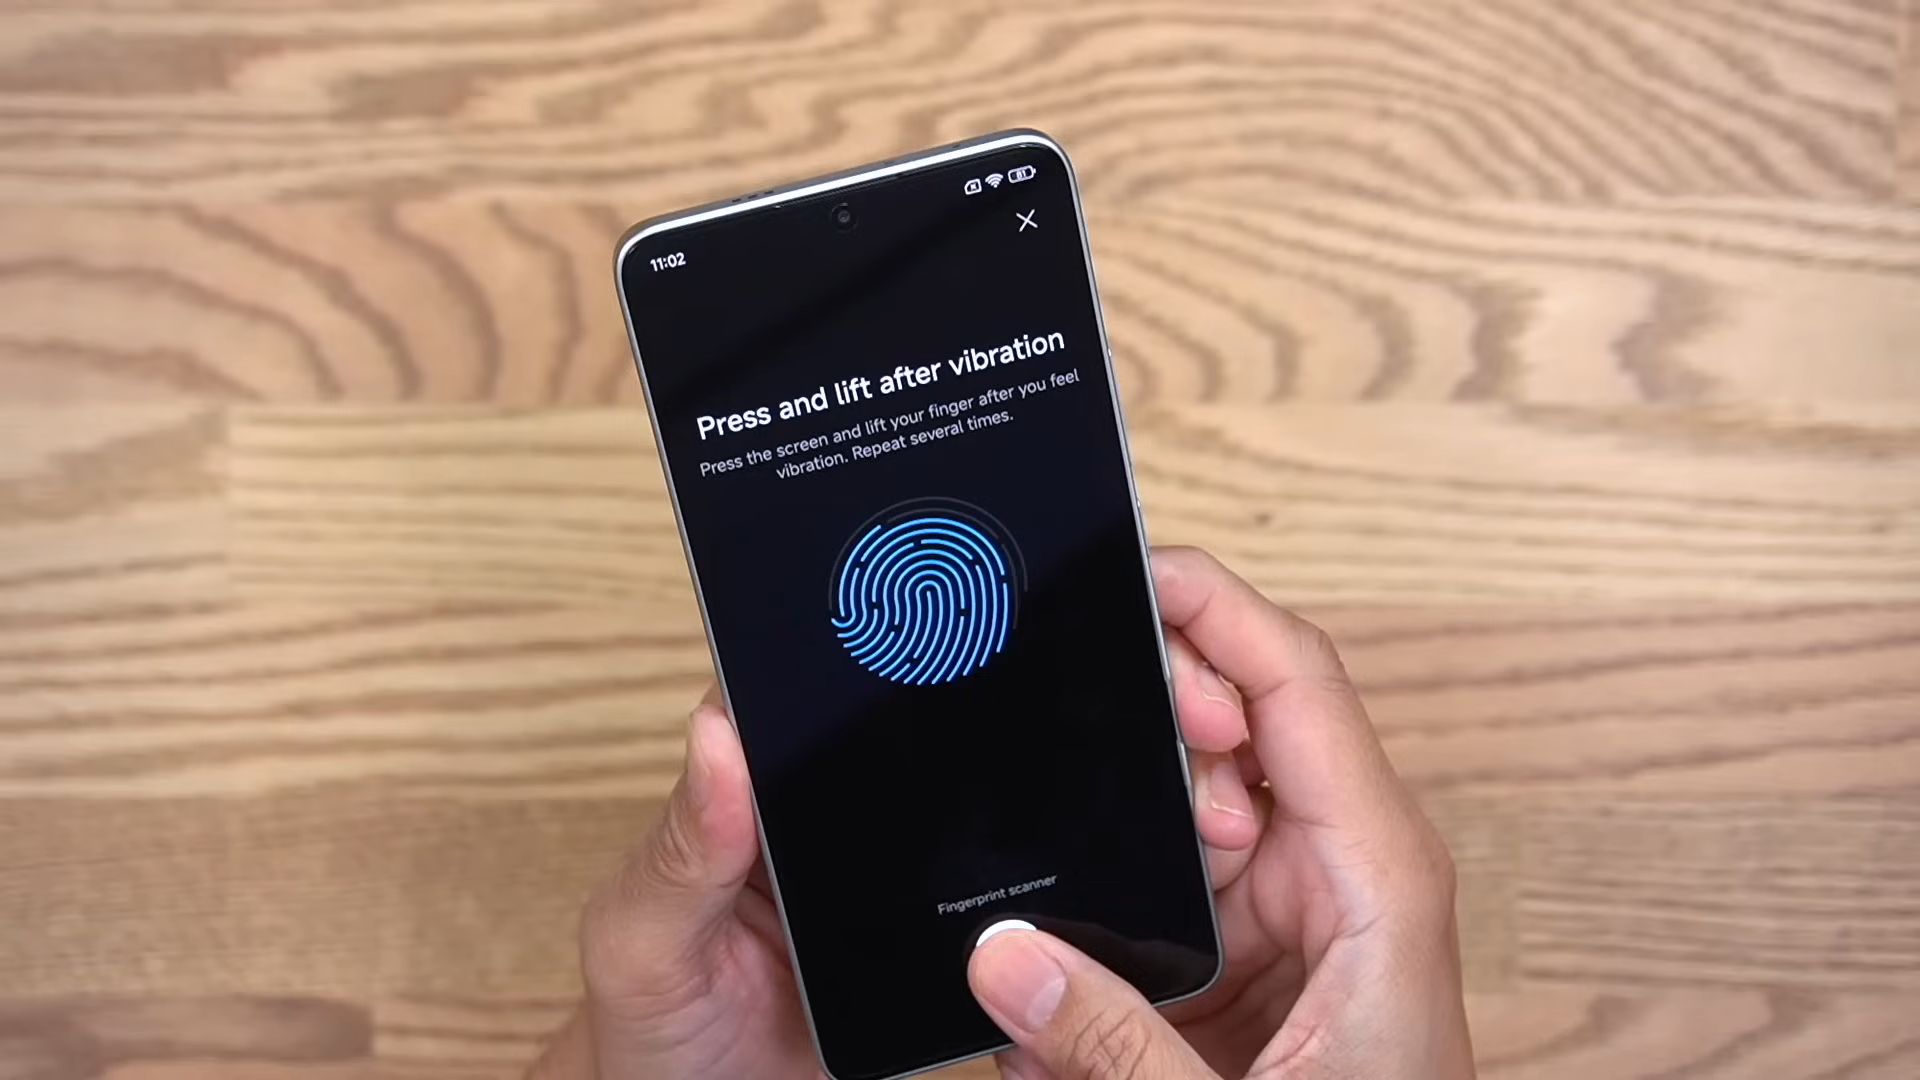 11:02
81
Press and lift after vibration
Press the screen and lift your finger after you feel
vibration. Repeat several times.
Fingerprint scanner